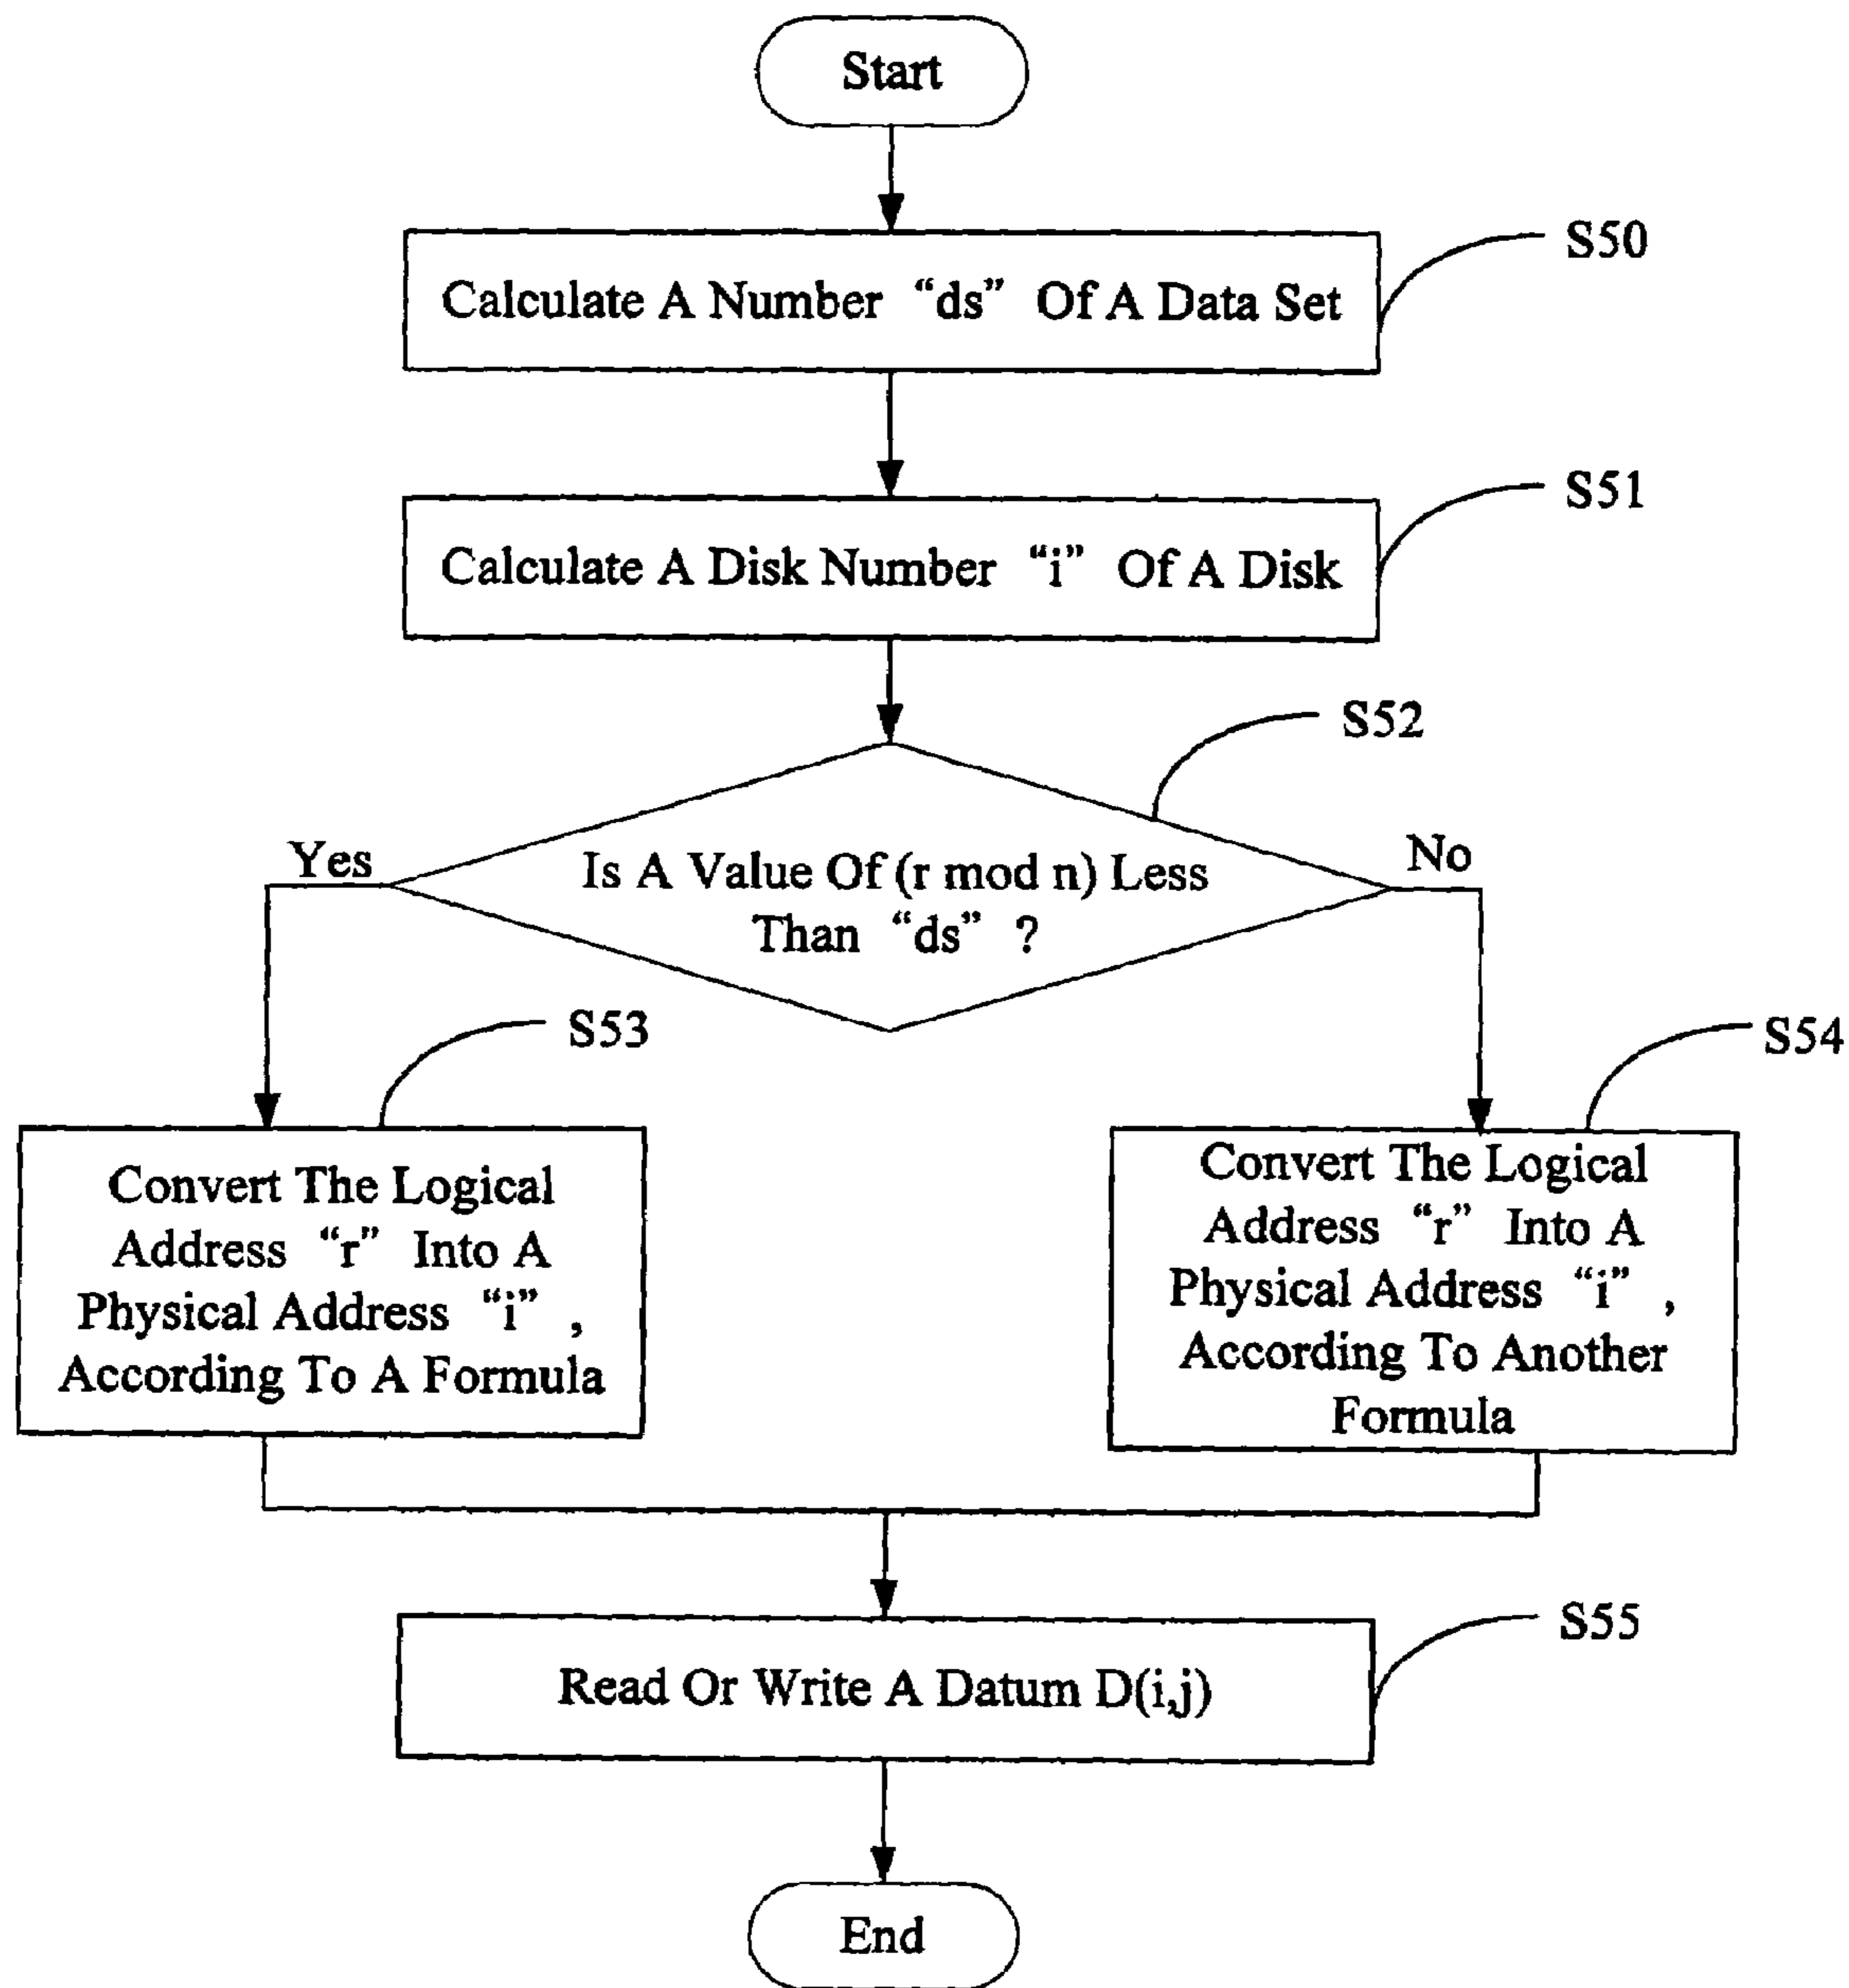 Start
S50
Calculate A Number “ds” Of A Data Set
S51
Calculate A Disk Number “i” Of A Disk
S52
Yes
Is A Value Of (r mod n) Less
Than “ds” ?
No
S53
S54
Convert The Logical
Address “r” Into A
Physical Address “i” ,
According To A Formula
Convert The Logical
Address “r” Into A
Physical Address “i” ,
According To Another
Formula
S55
Read Or Write A Datum D(i,j)
End